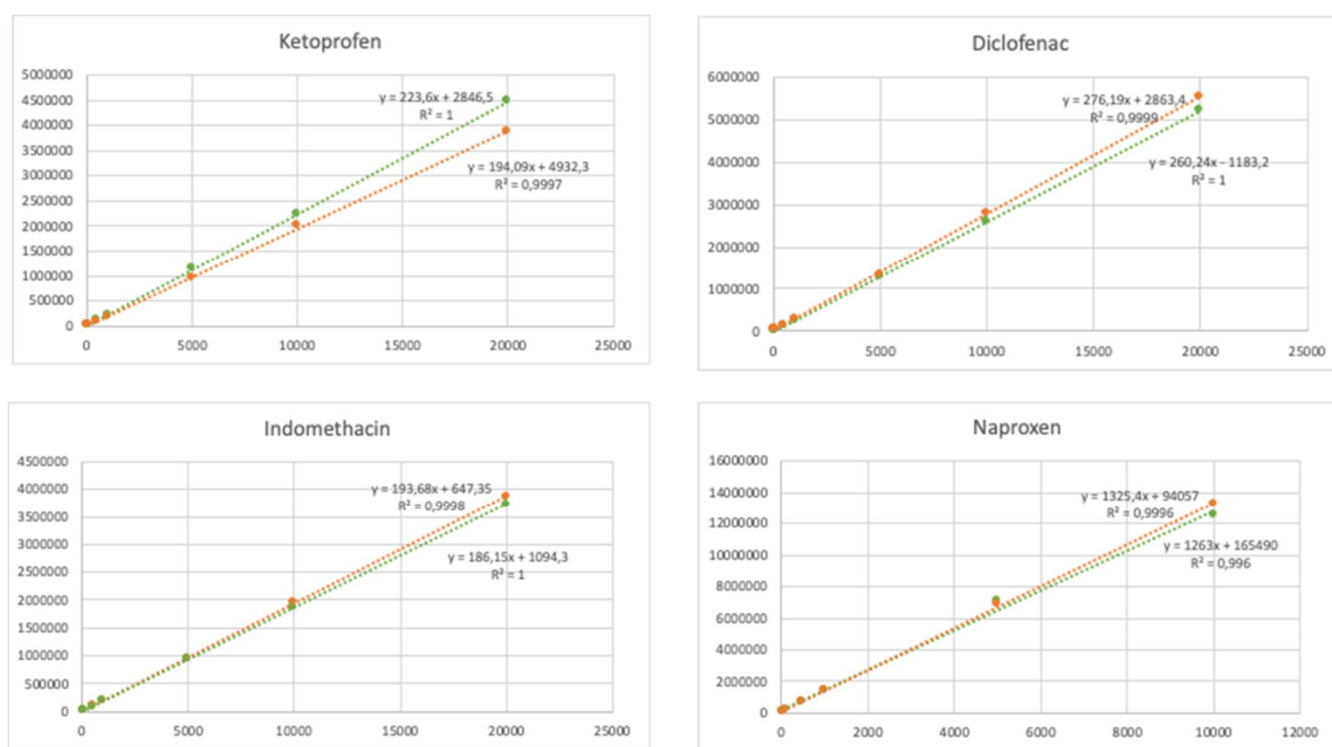 Ketoprofen
5000000
4500000
4000000
3500000
3000000
2500000
2000000
1500000
1000000
500000
0
y = 223,6x + 2846,5
R² = 1
y = 194,09x + 4932,3
R² = 0,9997
0 5000 10000 15000 20000 25000
Diclofenac
6000000
5000000
4000000
3000000
2000000
1000000
0
y = 276,19x + 2863,4
R² = 0,9999
y = 260,24x - 1183,2
R² = 1
0 5000 10000 15000 20000 25000
Indomethacin
4500000
4000000
3500000
3000000
2500000
2000000
1500000
1000000
500000
0
y = 193,68x + 647,35
R² = 0,9998
y = 186,15x + 1094,3
R² = 1
0 5000 10000 15000 20000 25000
Naproxen
16000000
14000000
12000000
10000000
8000000
6000000
4000000
2000000
0
y = 1325,4x + 94057
R² = 0,9996
y = 1263x + 165490
R² = 0,996
0 2000 4000 6000 8000 10000 12000